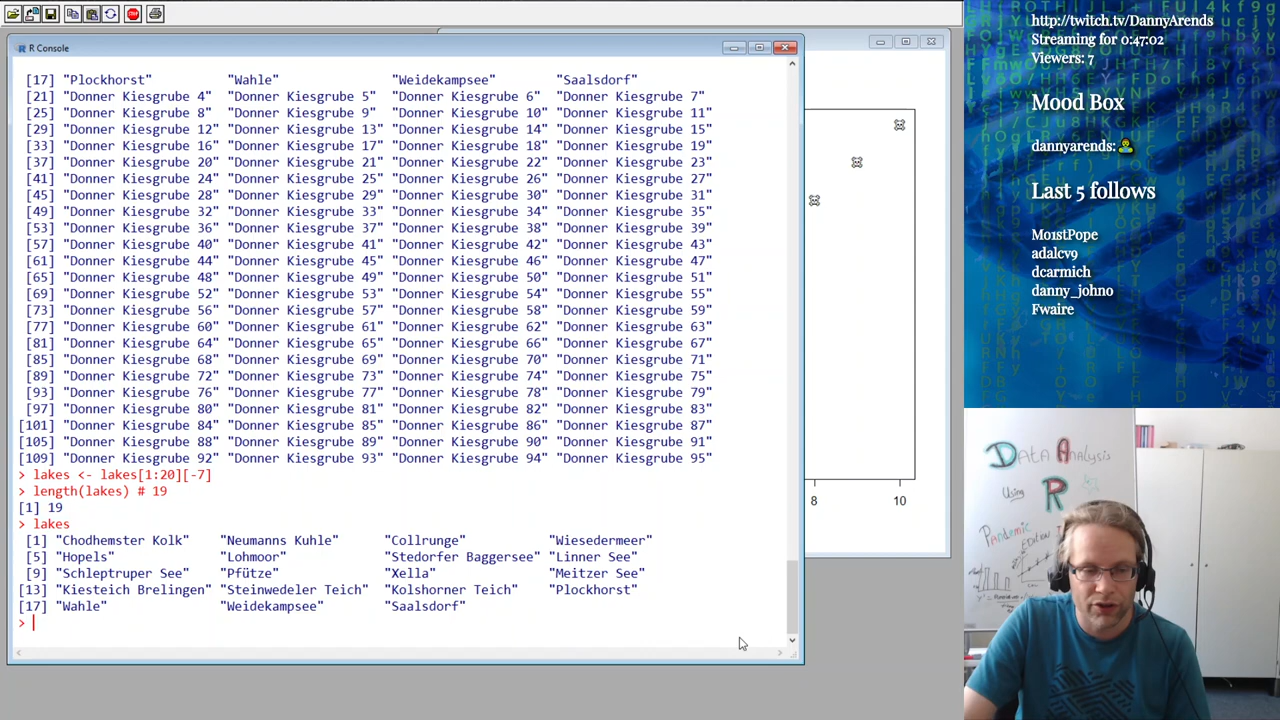 R Console
[17] "Plockhorst" "Wahle" "Weidekampsee" "Saalsdorf"
[21] "Donner Kiesgrube 4" "Donner Kiesgrube 5" "Donner Kiesgrube 6" "Donner Kiesgrube 7"
[25] "Donner Kiesgrube 8" "Donner Kiesgrube 9" "Donner Kiesgrube 10" "Donner Kiesgrube 11"
[29] "Donner Kiesgrube 12" "Donner Kiesgrube 13" "Donner Kiesgrube 14" "Donner Kiesgrube 15"
[33] "Donner Kiesgrube 16" "Donner Kiesgrube 17" "Donner Kiesgrube 18" "Donner Kiesgrube 19"
[37] "Donner Kiesgrube 20" "Donner Kiesgrube 21" "Donner Kiesgrube 22" "Donner Kiesgrube 23"
[41] "Donner Kiesgrube 24" "Donner Kiesgrube 25" "Donner Kiesgrube 26" "Donner Kiesgrube 27"
[45] "Donner Kiesgrube 28" "Donner Kiesgrube 29" "Donner Kiesgrube 30" "Donner Kiesgrube 31"
[49] "Donner Kiesgrube 32" "Donner Kiesgrube 33" "Donner Kiesgrube 34" "Donner Kiesgrube 35"
[53] "Donner Kiesgrube 36" "Donner Kiesgrube 37" "Donner Kiesgrube 38" "Donner Kiesgrube 39"
[57] "Donner Kiesgrube 40" "Donner Kiesgrube 41" "Donner Kiesgrube 42" "Donner Kiesgrube 43"
[61] "Donner Kiesgrube 44" "Donner Kiesgrube 45" "Donner Kiesgrube 46" "Donner Kiesgrube 47"
[65] "Donner Kiesgrube 48" "Donner Kiesgrube 49" "Donner Kiesgrube 50" "Donner Kiesgrube 51"
[69] "Donner Kiesgrube 52" "Donner Kiesgrube 53" "Donner Kiesgrube 54" "Donner Kiesgrube 55"
[73] "Donner Kiesgrube 56" "Donner Kiesgrube 57" "Donner Kiesgrube 58" "Donner Kiesgrube 59"
[77] "Donner Kiesgrube 60" "Donner Kiesgrube 61" "Donner Kiesgrube 62" "Donner Kiesgrube 63"
[81] "Donner Kiesgrube 64" "Donner Kiesgrube 65" "Donner Kiesgrube 66" "Donner Kiesgrube 67"
[85] "Donner Kiesgrube 68" "Donner Kiesgrube 69" "Donner Kiesgrube 70" "Donner Kiesgrube 71"
[89] "Donner Kiesgrube 72" "Donner Kiesgrube 73" "Donner Kiesgrube 74" "Donner Kiesgrube 75"
[93] "Donner Kiesgrube 76" "Donner Kiesgrube 77" "Donner Kiesgrube 78" "Donner Kiesgrube 79"
[97] "Donner Kiesgrube 80" "Donner Kiesgrube 81" "Donner Kiesgrube 82" "Donner Kiesgrube 83"
[101] "Donner Kiesgrube 84" "Donner Kiesgrube 85" "Donner Kiesgrube 86" "Donner Kiesgrube 87"
[105] "Donner Kiesgrube 88" "Donner Kiesgrube 89" "Donner Kiesgrube 90" "Donner Kiesgrube 91"
[109] "Donner Kiesgrube 92" "Donner Kiesgrube 93" "Donner Kiesgrube 94" "Donner Kiesgrube 95"
> lakes <- lakes[1:20][-7]
> length(lakes) # 19
[1] 19
> lakes
[1] "Chodhemster Kolk" "Neumanns Kuhle" "Collrunge" "Wiesedermeer"
[5] "Hopels" "Lohmoor" "Stedorfer Baggersee" "Linner See"
[9] "Schleptruper See" "Pfütze" "Xella" "Meitzer See"
[13] "Kiesteich Brelingen" "Steinwedeler Teich" "Kolshorner Teich" "Plockhorst"
[17] "Wahle" "Weidekampsee" "Saalsdorf"
>
8 10
http://twitch.tv/DannyArends
Streaming for 0:47:02
Viewers: 7
Mood Box
dannyarends:
Last 5 follows
Mo1stPope
adalcv9
dcarmich
danny_johno
Fwaire
Data Analysis
Using R
Pandemic